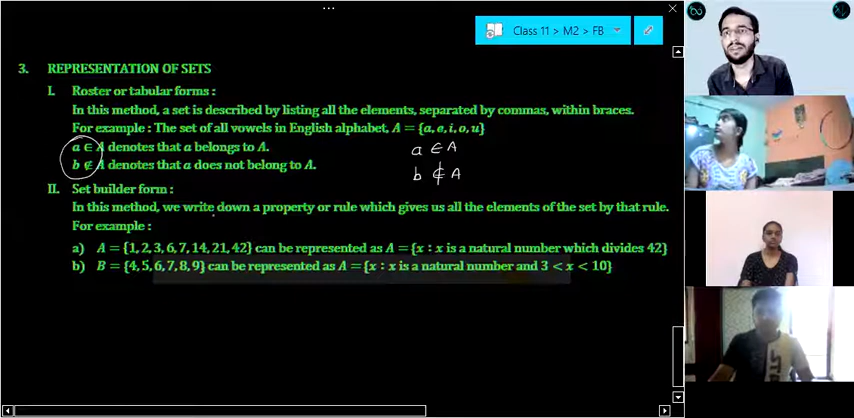 Class 11 > M2 > FB
3. REPRESENTATION OF SETS
I. Roster or tabular forms :
In this method, a set is described by listing all the elements, separated by commas, within braces.
For example : The set of all vowels in English alphabet, A = {a, e, i, o, u}
a ∈ A denotes that a belongs to A.
a ∈ A
b ∉ A denotes that a does not belong to A.
b ∉ A
II. Set builder form :
In this method, we write down a property or rule which gives us all the elements of the set by that rule.
For example :
a) A = {1, 2, 3, 6, 7, 14, 21, 42} can be represented as A = {x : x is a natural number which divides 42}
b) B = {4, 5, 6, 7, 8, 9} can be represented as A = {x : x is a natural number and 3 < x < 10}